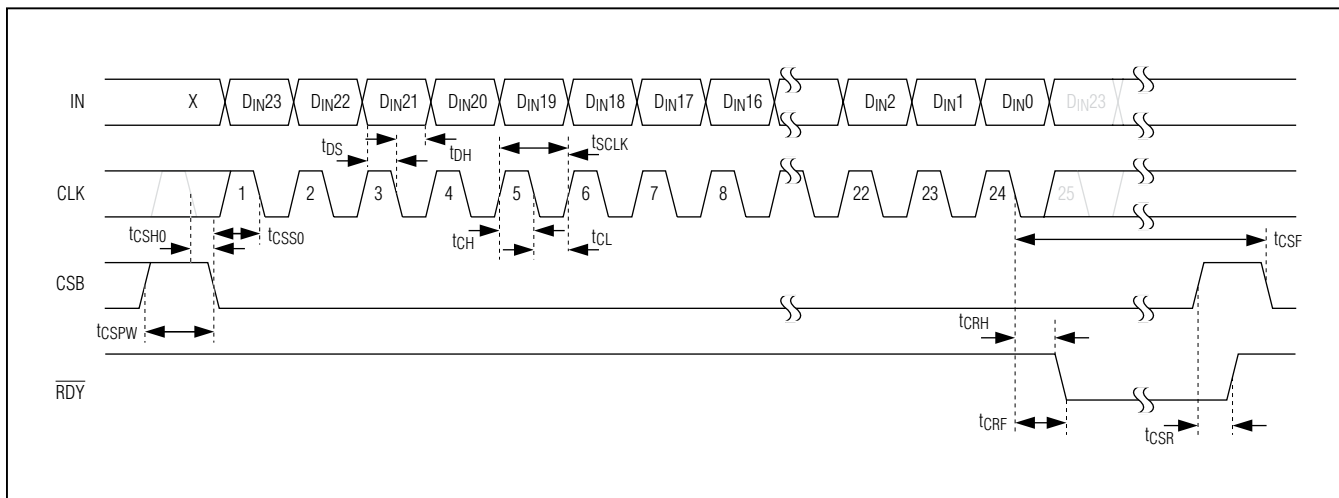 IN X DIN23 DIN22 DIN21 DIN20 DIN19 DIN18 DIN17 DIN16 DIN2 DIN1 DIN0 DIN23
tDS tDH tSCLK
CLK 1 2 3 4 5 6 7 8 22 23 24 25
tCSH0 tCSS0 tCH tCL tCSF
CSB
tCSPW tCRH
RDY
tCRF tCSR